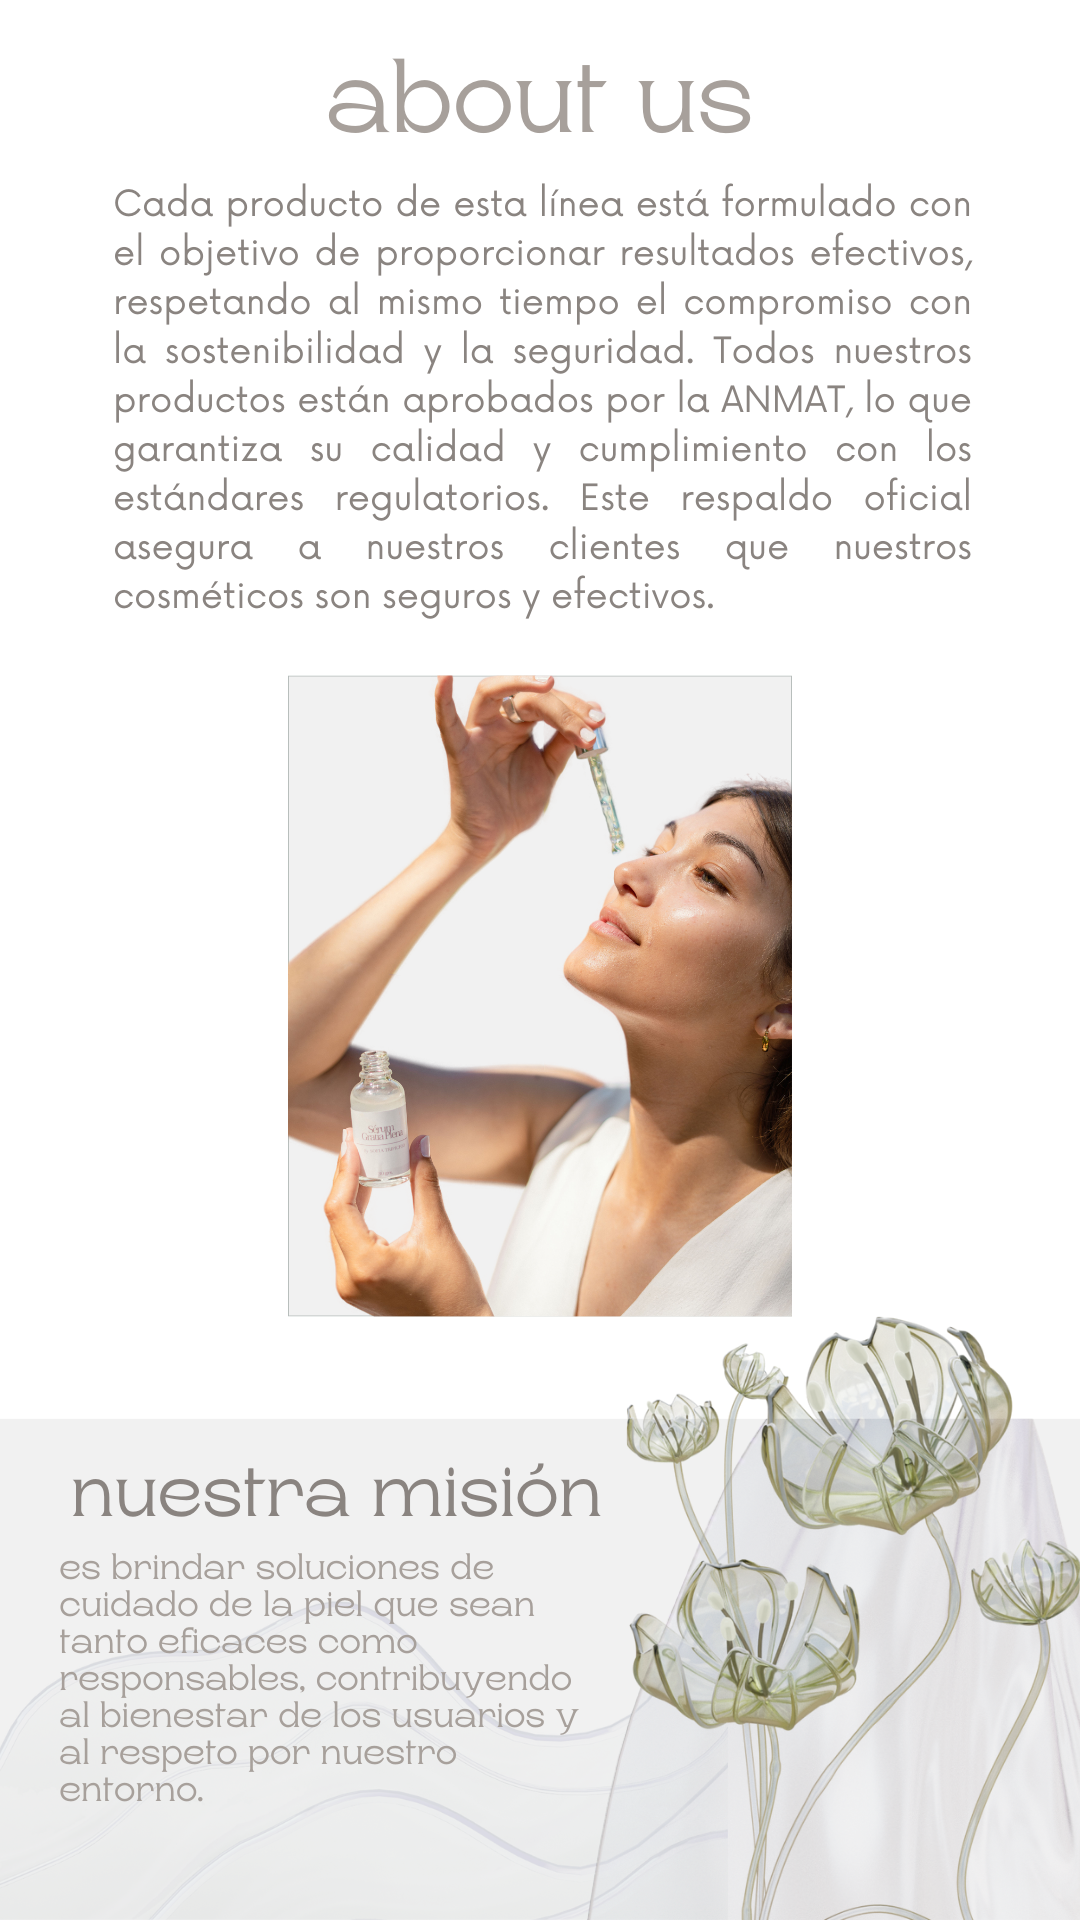 about us
Cada producto de esta línea está formulado con
el objetivo de proporcionar resultados efectivos,
respetando al mismo tiempo el compromiso con
la sostenibilidad y la seguridad. Todos nuestros
productos están aprobados por la ANMAT, lo que
garantiza su calidad y cumplimiento con los
estándares regulatorios. Este respaldo oficial
asegura a nuestros clientes que nuestros
cosméticos son seguros y efectivos.
Sérum
Gratia Plena
nuestra misión
es brindar soluciones de
cuidado de la piel que sean
tanto eficaces como
responsables, contribuyendo
al bienestar de los usuarios y
al respeto por nuestro
entorno.